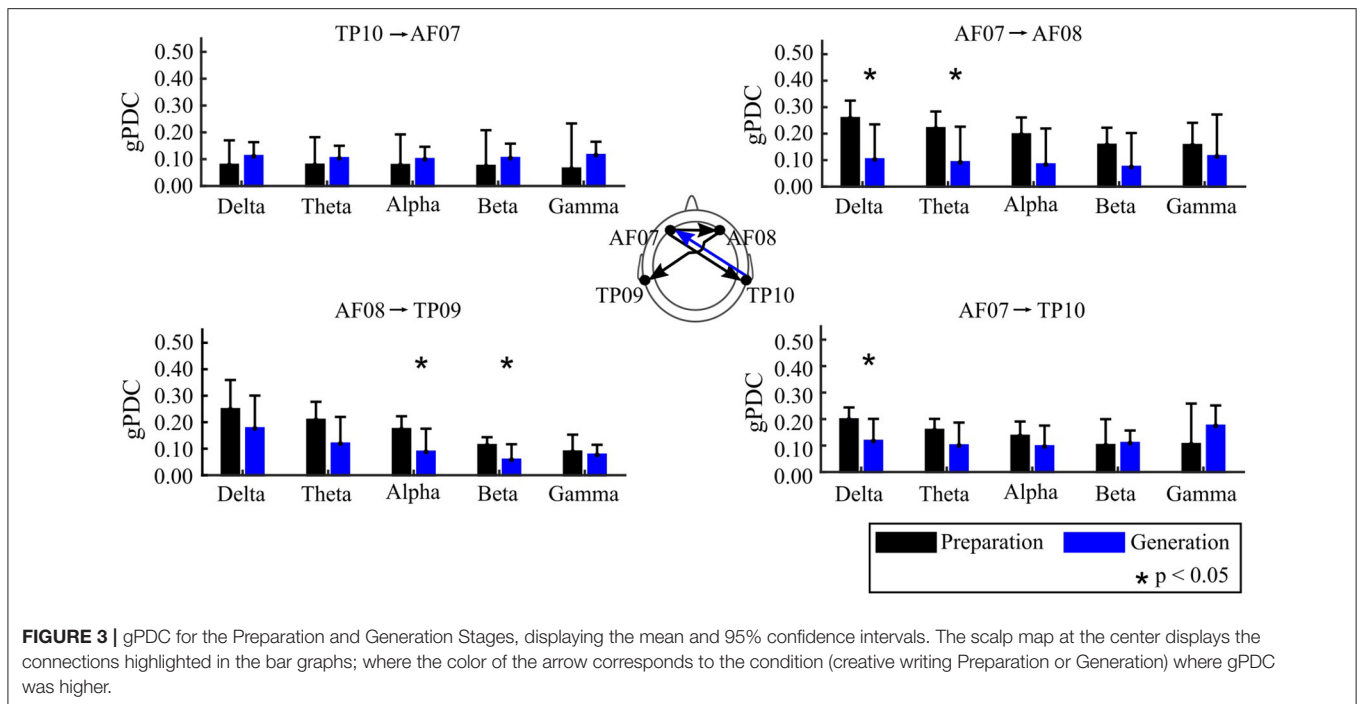 TP10 → AF07
gPDC
0.50
0.40
0.30
0.20
0.10
0.00
Delta Theta Alpha Beta Gamma
AF07 → AF08
gPDC
0.50
0.40
0.30
0.20
0.10
0.00
* *
Delta Theta Alpha Beta Gamma
AF07 AF08
TP09 TP10
AF08 → TP09
gPDC
0.50
0.40
0.30
0.20
0.10
0.00
* *
Delta Theta Alpha Beta Gamma
AF07 → TP10
gPDC
0.50
0.40
0.30
0.20
0.10
0.00
*
Delta Theta Alpha Beta Gamma
Preparation Generation
* p < 0.05
FIGURE 3 | gPDC for the Preparation and Generation Stages, displaying the mean and 95% confidence intervals. The scalp map at the center displays the
connections highlighted in the bar graphs; where the color of the arrow corresponds to the condition (creative writing Preparation or Generation) where gPDC
was higher.